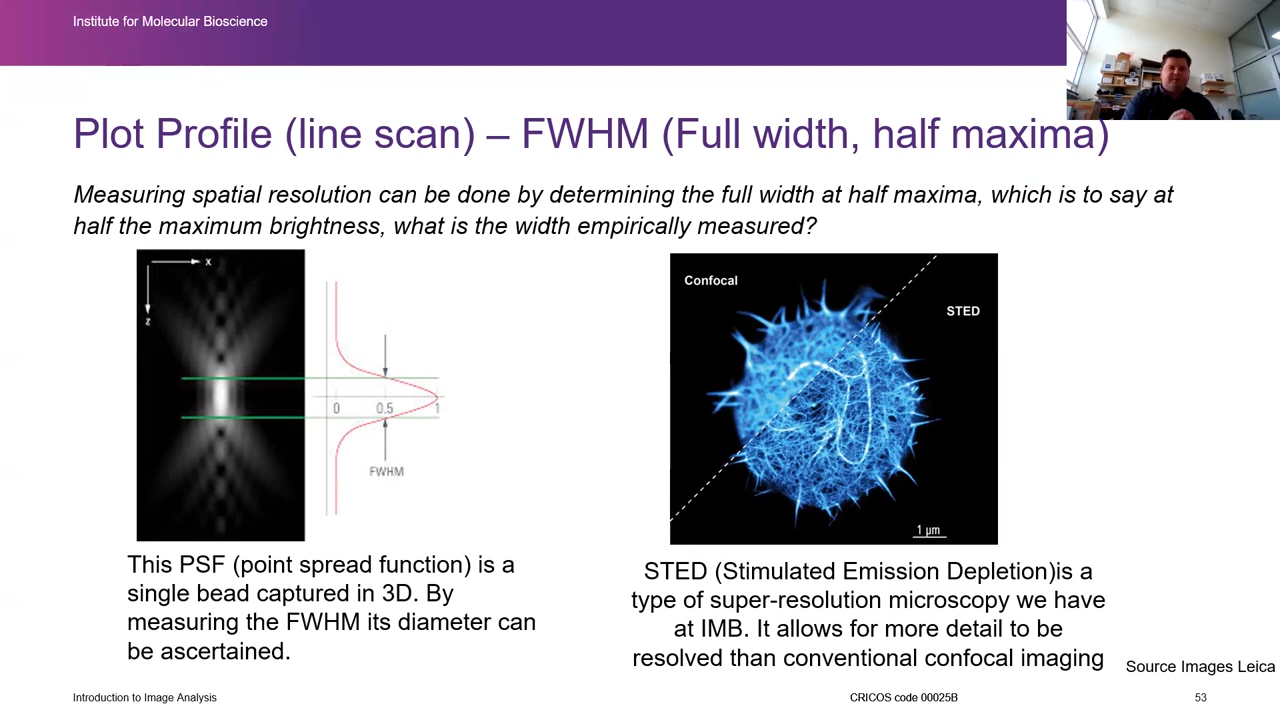 Institute for Molecular Bioscience
Plot Profile (line scan) – FWHM (Full width, half maxima)
Measuring spatial resolution can be done by determining the full width at half maxima, which is to say at
half the maximum brightness, what is the width empirically measured?
x
z
0 0.5 1
FWHM
Confocal
STED
1 µm
This PSF (point spread function) is a
single bead captured in 3D. By
measuring the FWHM its diameter can
be ascertained.
STED (Stimulated Emission Depletion)is a
type of super-resolution microscopy we have
at IMB. It allows for more detail to be
resolved than conventional confocal imaging
Source Images Leica
Introduction to Image Analysis
CRICOS code 00025B
53